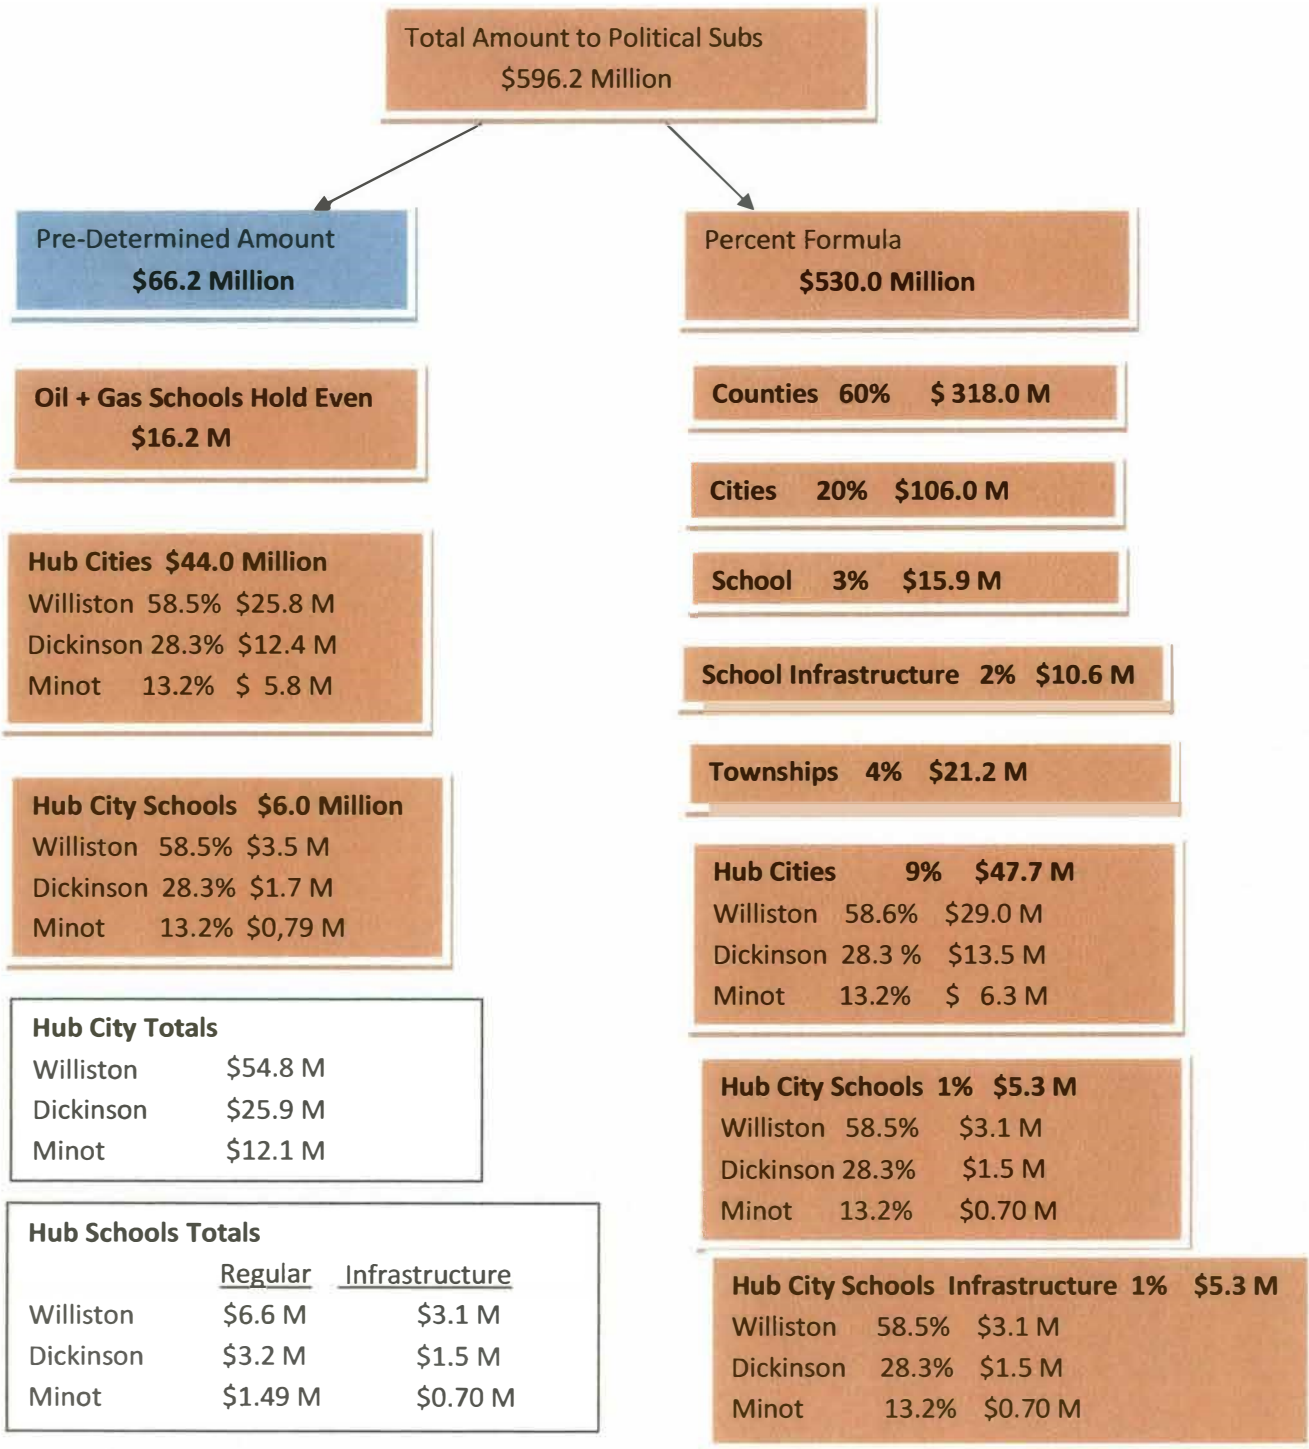 Total Amount to Political Subs
$596.2 Million
Pre-Determined Amount
$66.2 Million
Oil + Gas Schools Hold Even
$16.2 M
Hub Cities $44.0 Million
Williston 58.5% $25.8 M
Dickinson 28.3% $12.4 M
Minot 13.2% $ 5.8 M
Hub City Schools $6.0 Million
Williston 58.5% $3.5 M
Dickinson 28.3% $1.7 M
Minot 13.2% $0,79 M
Hub City Totals
Williston $54.8 M
Dickinson $25.9 M
Minot $12.1 M
Hub Schools Totals
Regular Infrastructure
Williston $6.6 M $3.1 M
Dickinson $3.2 M $1.5 M
Minot $1.49 M $0.70 M
Percent Formula
$530.0 Million
Counties 60% $ 318.0 M
Cities 20% $106.0 M
School 3% $15.9 M
School Infrastructure 2% $10.6 M
Townships 4% $21.2 M
Hub Cities 9% $47.7 M
Williston 58.6% $29.0 M
Dickinson 28.3 % $13.5 M
Minot 13.2% $ 6.3 M
Hub City Schools 1% $5.3 M
Williston 58.5% $3.1 M
Dickinson 28.3% $1.5 M
Minot 13.2% $0.70 M
Hub City Schools Infrastructure 1% $5.3 M
Williston 58.5% $3.1 M
Dickinson 28.3% $1.5 M
Minot 13.2% $0.70 M